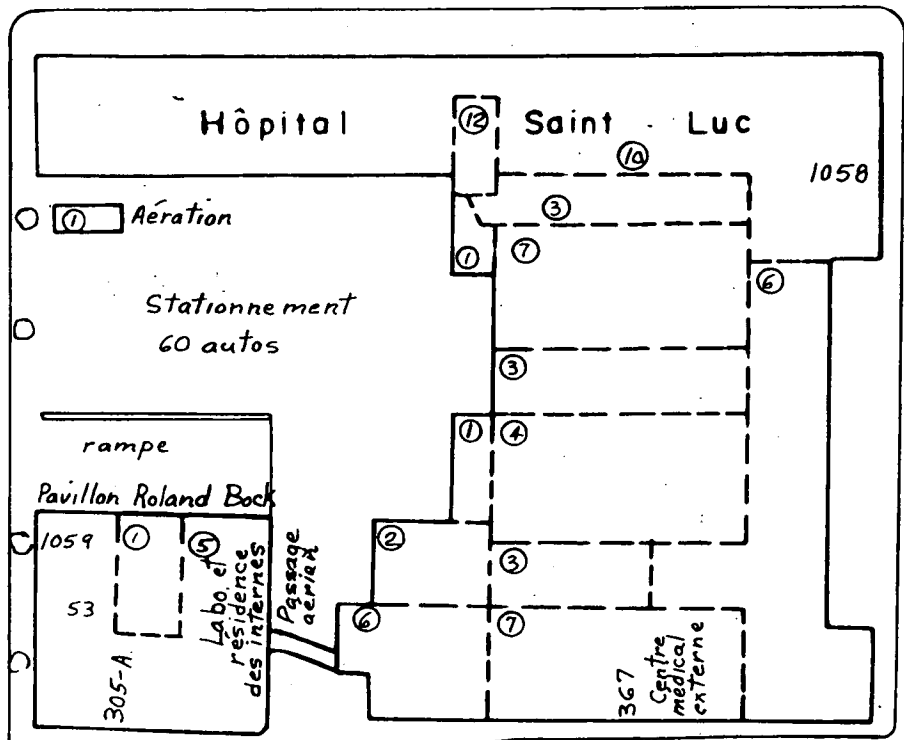 Hôpital
12
Saint Luc
10
1058
1 Aération
3
1
7
6
Stationnement
60 autos
3
1
4
rampe
Pavillon Roland Bock
1059
1
5
2
3
53
305-A
Labo. et
résidence
des internes
Passage
aérien
6
7
367
Centre
médical
externe